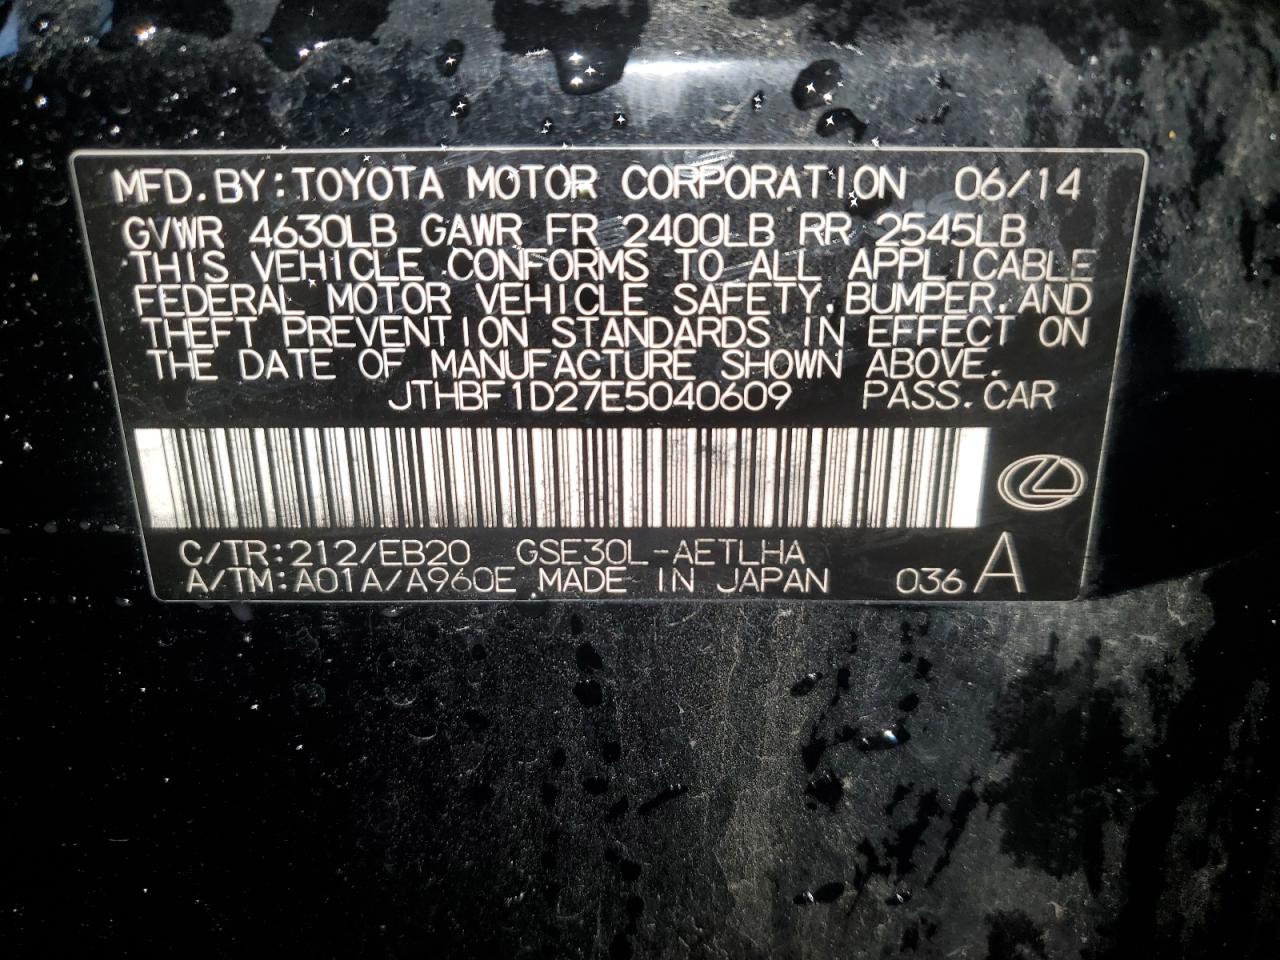 MFD.BY:TOYOTA MOTOR CORPORATION 06/14
GVWR 4630LB GAWR FR 2400LB RR 2545LB
THIS VEHICLE CONFORMS TO ALL APPLICABLE
FEDERAL MOTOR VEHICLE SAFETY, BUMPER, AND
THEFT PREVENTION STANDARDS IN EFFECT ON
THE DATE OF MANUFACTURE SHOWN ABOVE.
JTHBF1D27E5040609 PASS.CAR
C/TR:212/EB20 GSE30L-AETLHA
A/TM:A01A/A960E MADE IN JAPAN 036 A